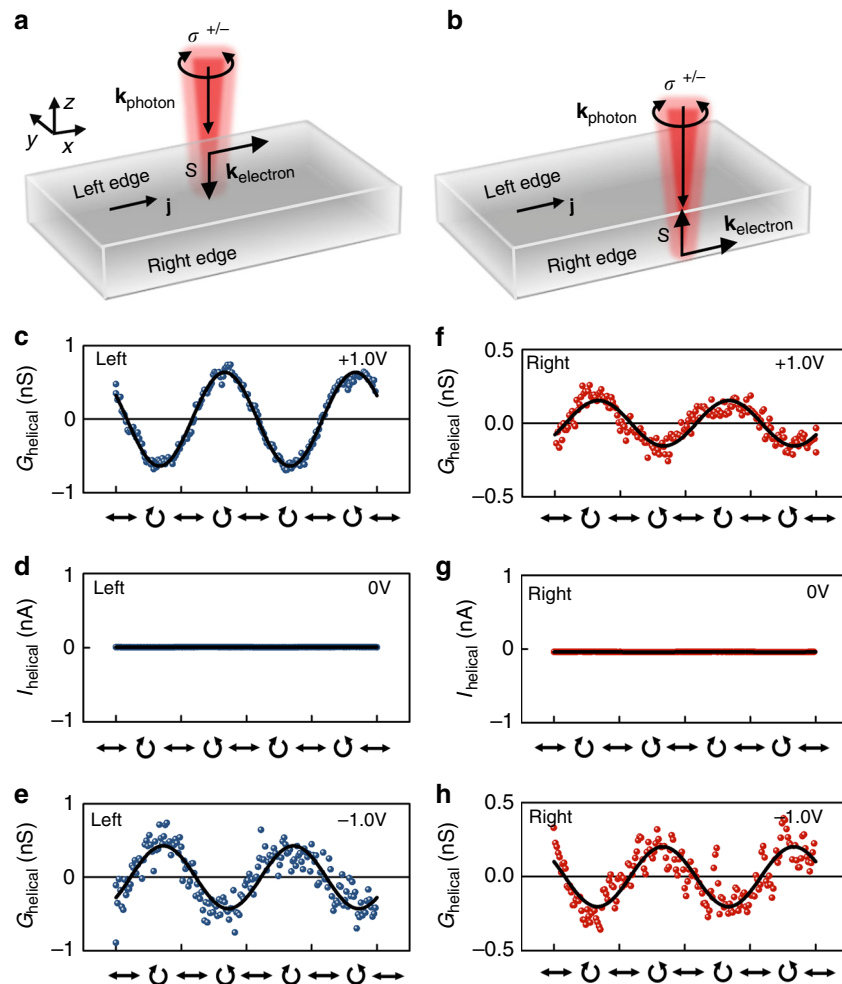 a
σ +/−
k photon
z
y
x
S
k electron
Left edge
j
Right edge
b
σ +/−
k photon
Left edge
j
S
k electron
Right edge
c
Left
+1.0V
G helical (nS)
1
0
−1
f
Right
+1.0V
G helical (nS)
0.5
0.0
−0.5
d
Left
0V
I helical (nA)
1
0
−1
g
Right
0V
I helical (nA)
1
0
−1
e
Left
−1.0V
G helical (nS)
1
0
−1
h
Right
−1.0V
G helical (nS)
0.5
0.0
−0.5